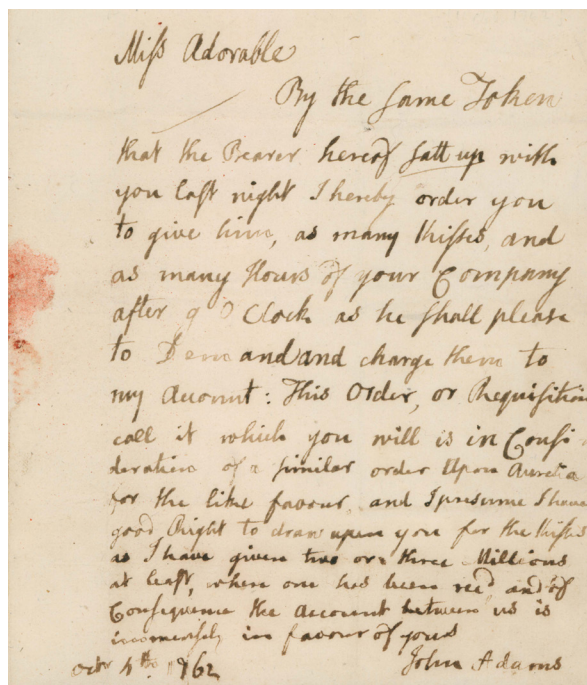 Miss Adorable
By the same Token
that the Bearer hereof satt up with
you last night I hereby order you
to give him, as many Kisses, and
as many Hours of your Company
after 9 O Clock as he shall please
to Demand and charge them to
my Account: This Order, or Requisition
call it which you will is in Consi
deration of a similar order Upon Aurelia
for the like favour, and I presume I have
good Right to draw upon you for the Kisses
as I have given two or three Millions
at least, when one has been recd, and of
Consequence the Account between us is
immensely in favour of yours
John Adams
Octr 4th. 1762